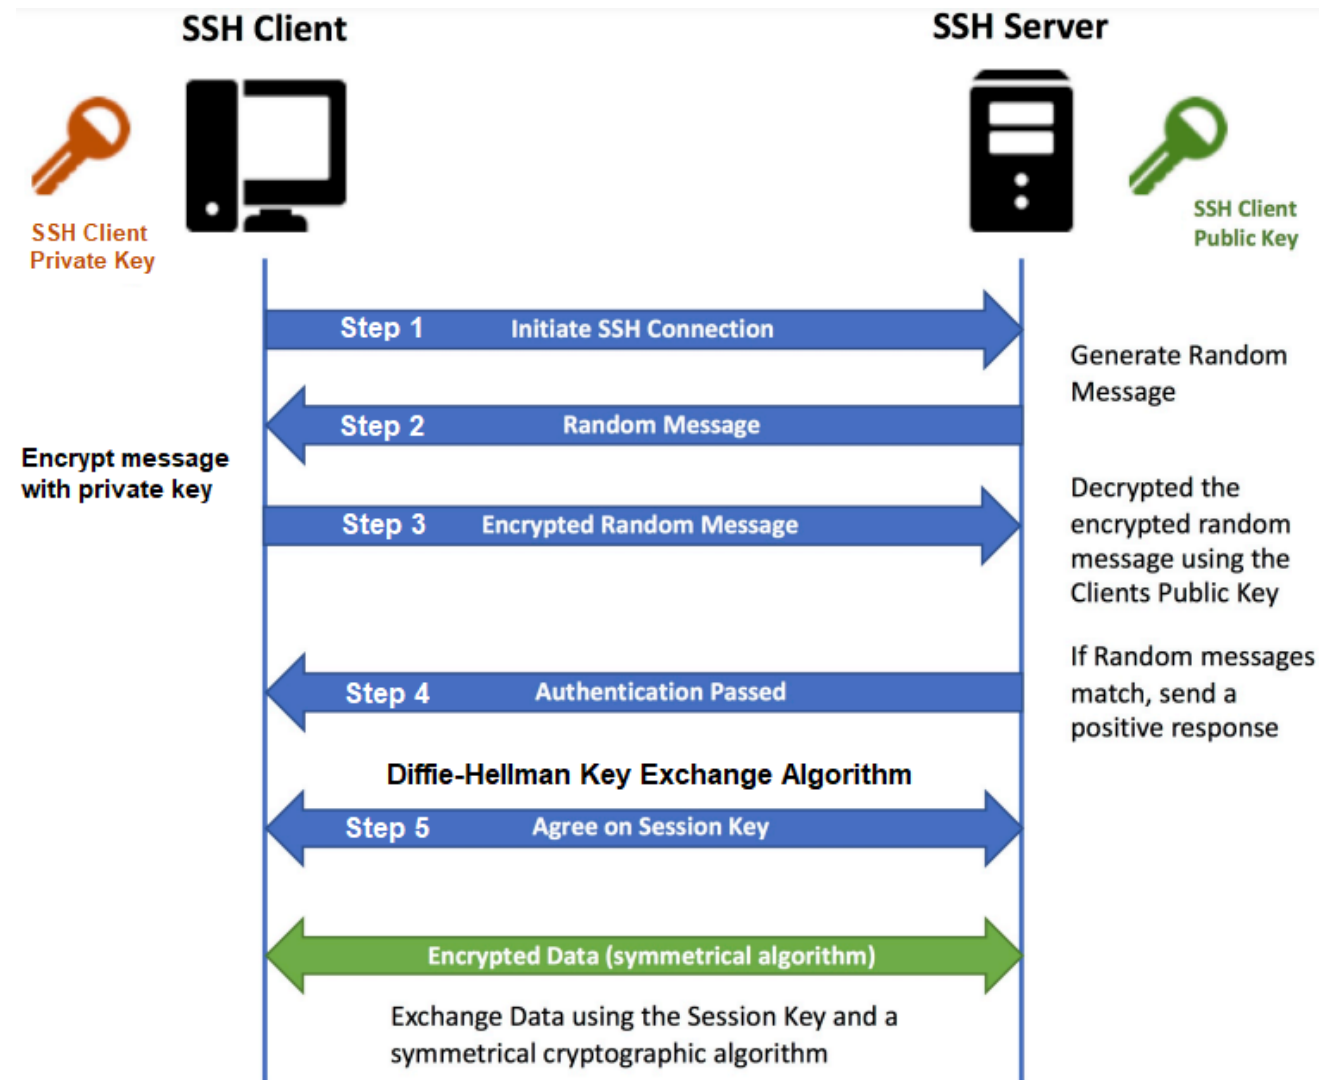 SSH Client
SSH Server
SSH Client
Private Key
SSH Client
Public Key
Step 1 Initiate SSH Connection
Generate Random
Message
Step 2 Random Message
Encrypt message
with private key
Step 3 Encrypted Random Message
Decrypted the
encrypted random
message using the
Clients Public Key
If Random messages
match, send a
positive response
Step 4 Authentication Passed
Diffie-Hellman Key Exchange Algorithm
Step 5 Agree on Session Key
Encrypted Data (symmetrical algorithm)
Exchange Data using the Session Key and a
symmetrical cryptographic algorithm